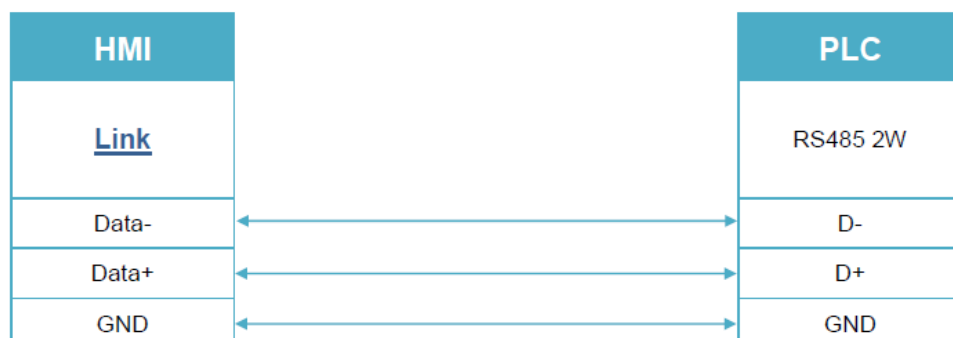 HMI PLC
Link RS485 2W
Data- D-
Data+ D+
GND GND